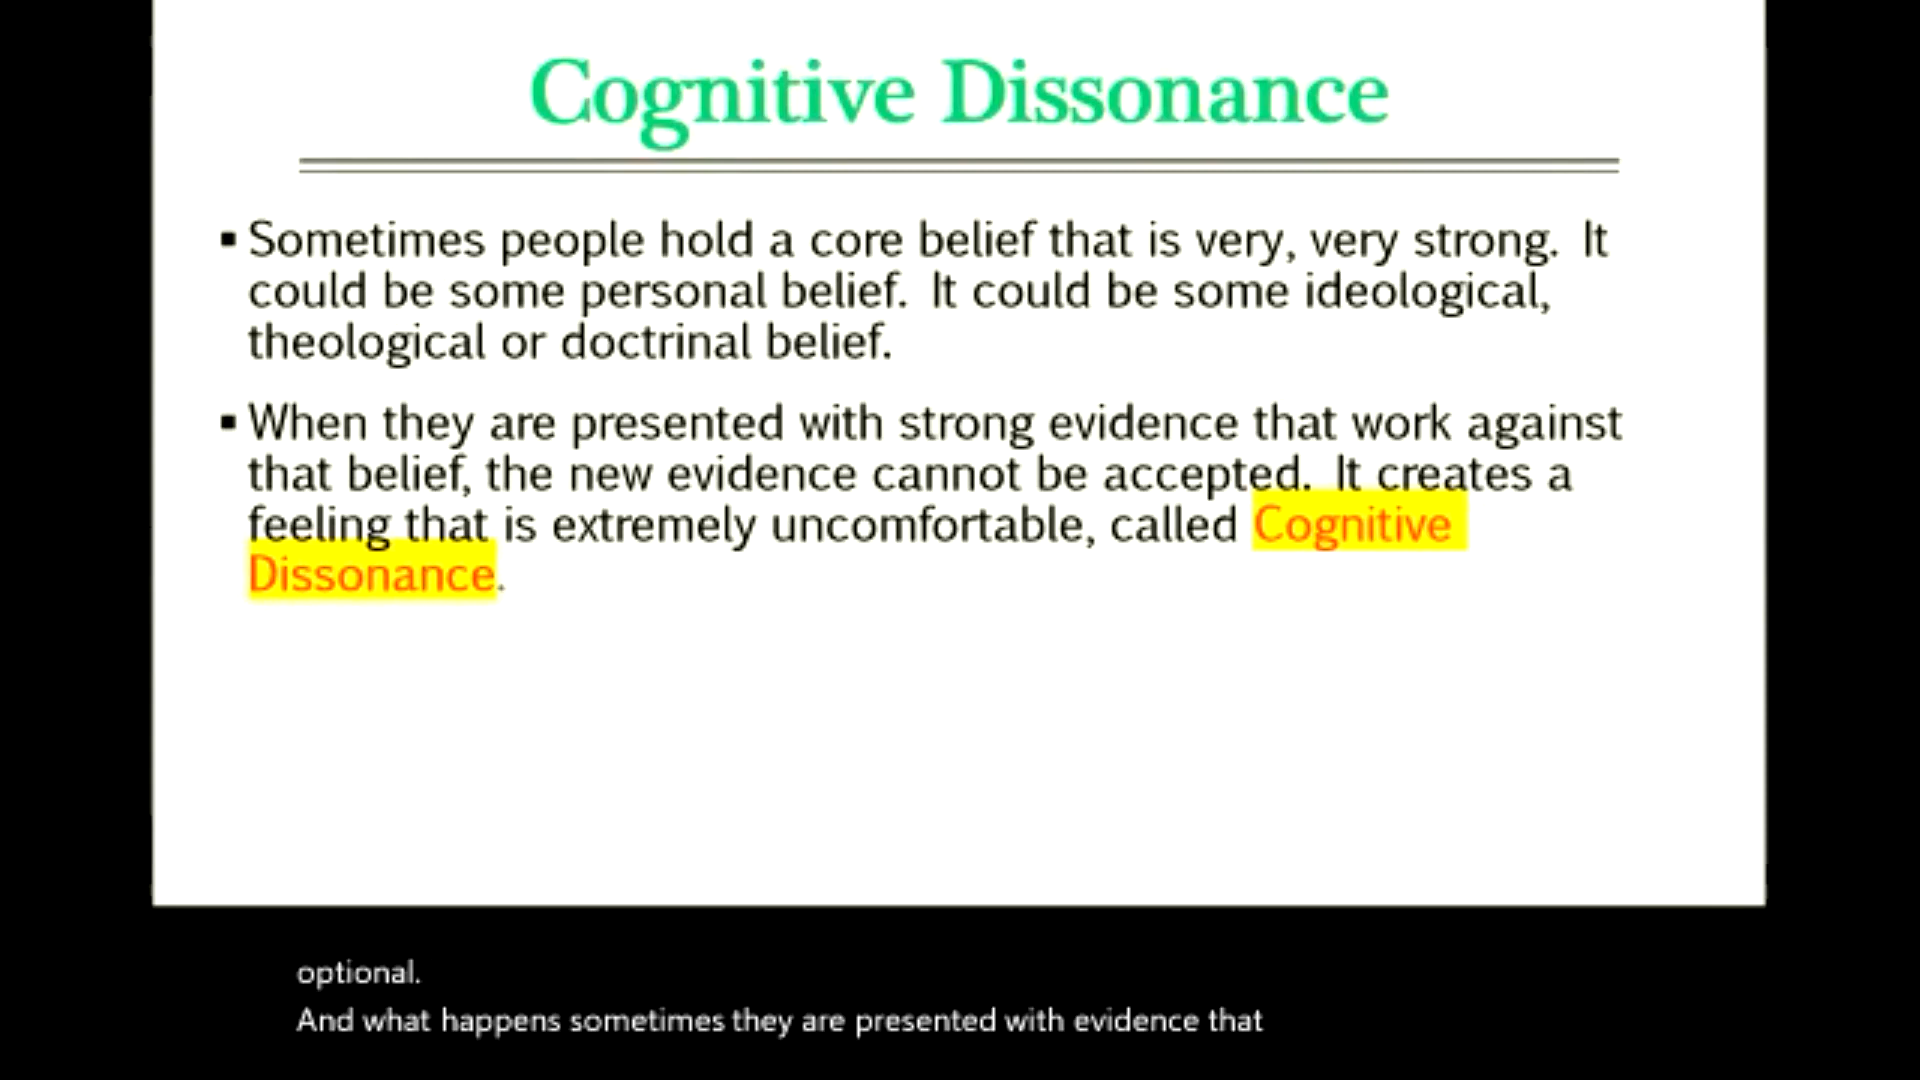 Cognitive Dissonance
▪ Sometimes people hold a core belief that is very, very strong. It
could be some personal belief. It could be some ideological,
theological or doctrinal belief.
▪ When they are presented with strong evidence that work against
that belief, the new evidence cannot be accepted. It creates a
feeling that is extremely uncomfortable, called Cognitive
Dissonance.
optional.
And what happens sometimes they are presented with evidence that